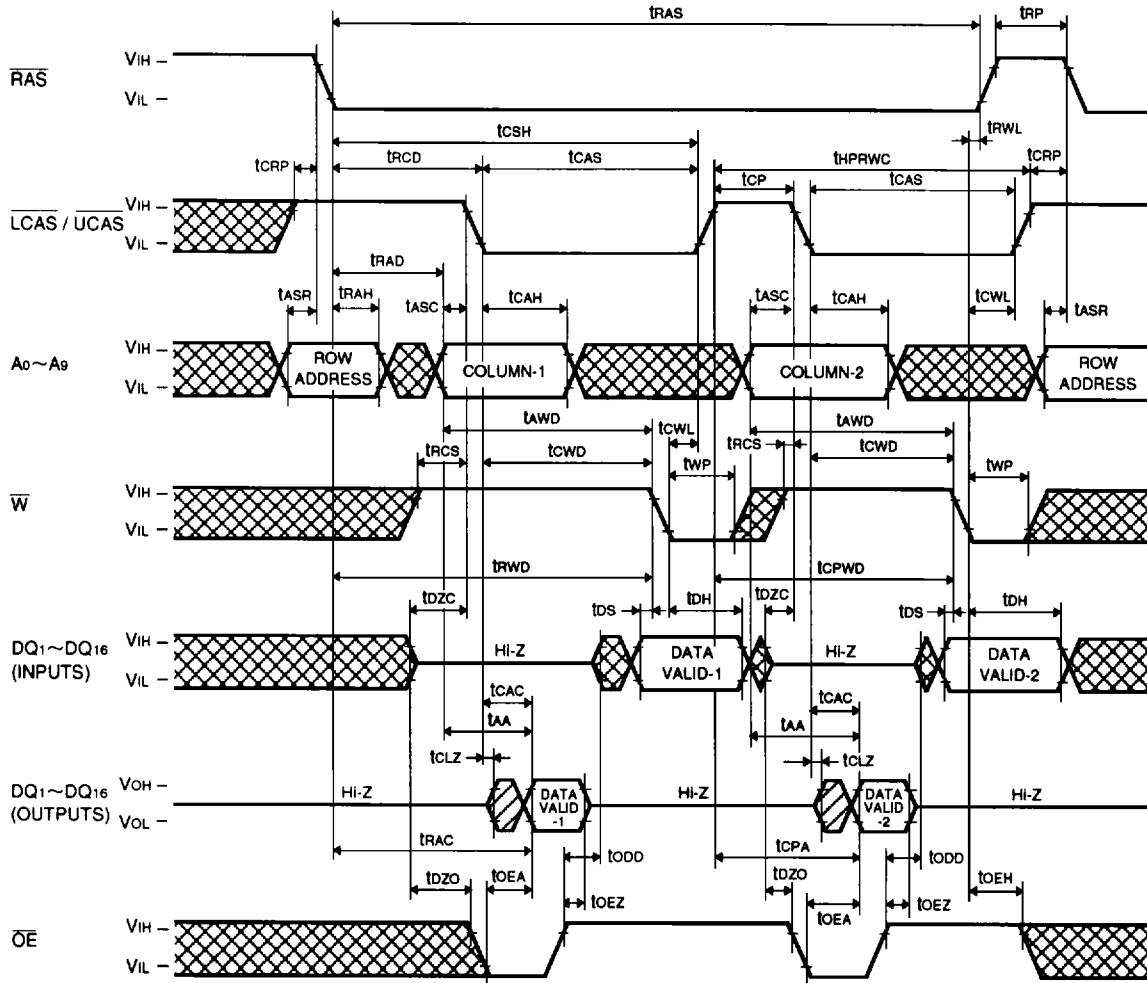 tRAS
tRP
RAS
VIH –
VIL –
tCSH
tRWL
tCRP
tRCD
tCAS
tHPRWC
tCRP
tCP
tCAS
LCAS / UCAS
VIH –
VIL –
tRAD
tASR
tRAH
tASC
tCAH
tASC
tCAH
tCWL
tASR
A0~A9
VIH –
VIL –
ROW ADDRESS
COLUMN-1
COLUMN-2
ROW ADDRESS
tAWD
tCWL
tAWD
tRCS
tCWD
tRCS
tCWD
tWP
tWP
W
VIH –
VIL –
tRWD
tCPWD
tDZC
tDS
tDH
tDZC
tDS
tDH
DQ1~DQ16
(INPUTS)
VIH –
VIL –
Hi-Z
DATA VALID-1
Hi-Z
DATA VALID-2
tCAC
tCAC
tAA
tAA
tCLZ
tCLZ
DQ1~DQ16
(OUTPUTS)
VOH –
VOL –
Hi-Z
DATA VALID -1
Hi-Z
DATA VALID -2
Hi-Z
tRAC
tODD
tCPA
tODD
tDZO
tOEA
tOEZ
tDZO
tOEA
tOEZ
tOEH
OE
VIH –
VIL –